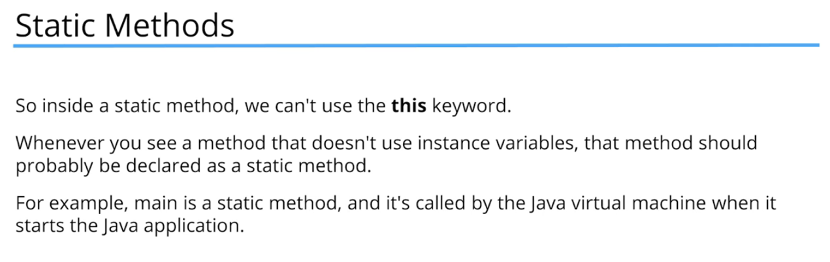 Static Methods
So inside a static method, we can't use the this keyword.
Whenever you see a method that doesn't use instance variables, that method should
probably be declared as a static method.
For example, main is a static method, and it's called by the Java virtual machine when it
starts the Java application.